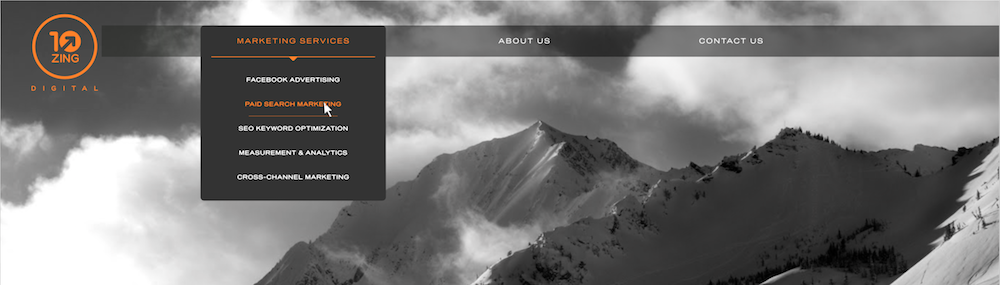 10
ZING
DIGITAL
MARKETING SERVICES
ABOUT US
CONTACT US
FACEBOOK ADVERTISING
PAID SEARCH MARKETING
SEO KEYWORD OPTIMIZATION
MEASUREMENT & ANALYTICS
CROSS-CHANNEL MARKETING